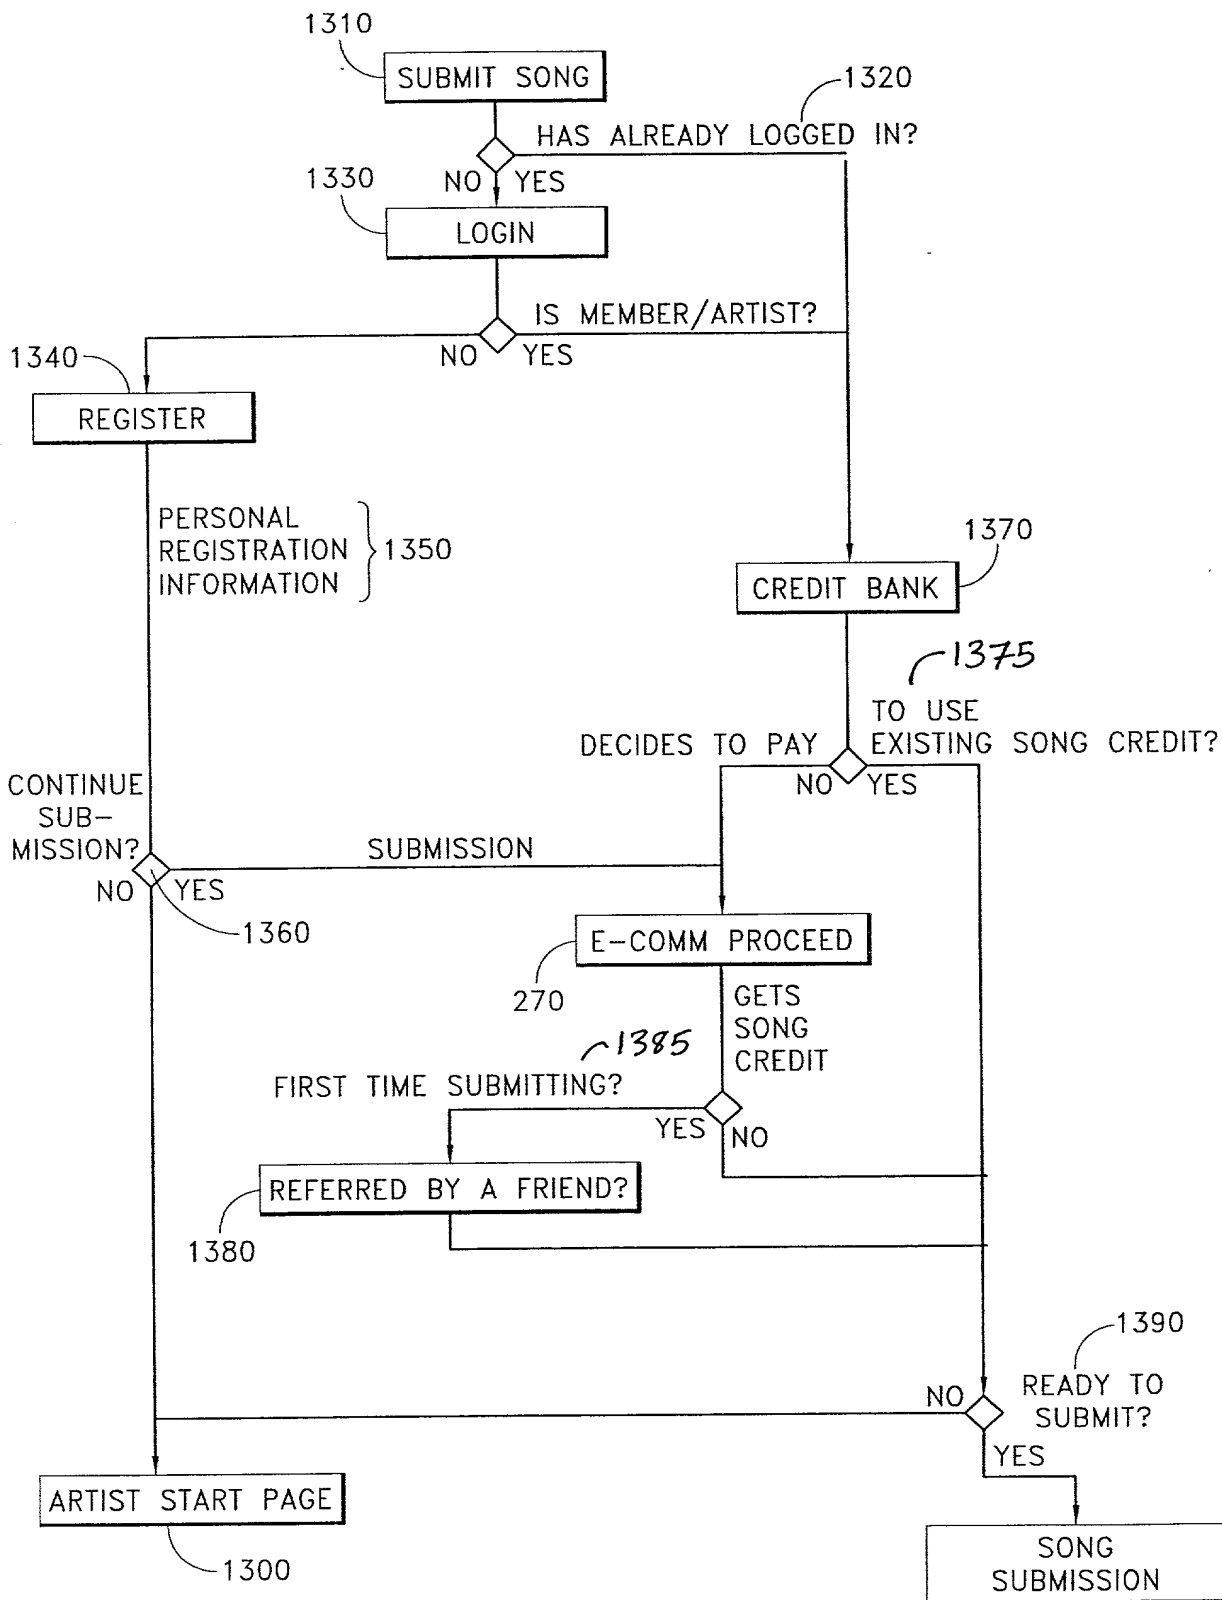 1310
SUBMIT SONG
1320
HAS ALREADY LOGGED IN?
NO YES
1330
LOGIN
IS MEMBER/ARTIST?
NO YES
1340
REGISTER
PERSONAL
REGISTRATION
INFORMATION
1350
1370
CREDIT BANK
1375
TO USE
EXISTING SONG CREDIT?
DECIDES TO PAY
NO YES
CONTINUE
SUB-
MISSION?
NO YES
SUBMISSION
1360
E-COMM PROCEED
270
GETS
SONG
CREDIT
1385
FIRST TIME SUBMITTING?
YES NO
REFERRED BY A FRIEND?
1380
1390
NO
READY TO
SUBMIT?
YES
ARTIST START PAGE
1300
SONG
SUBMISSION